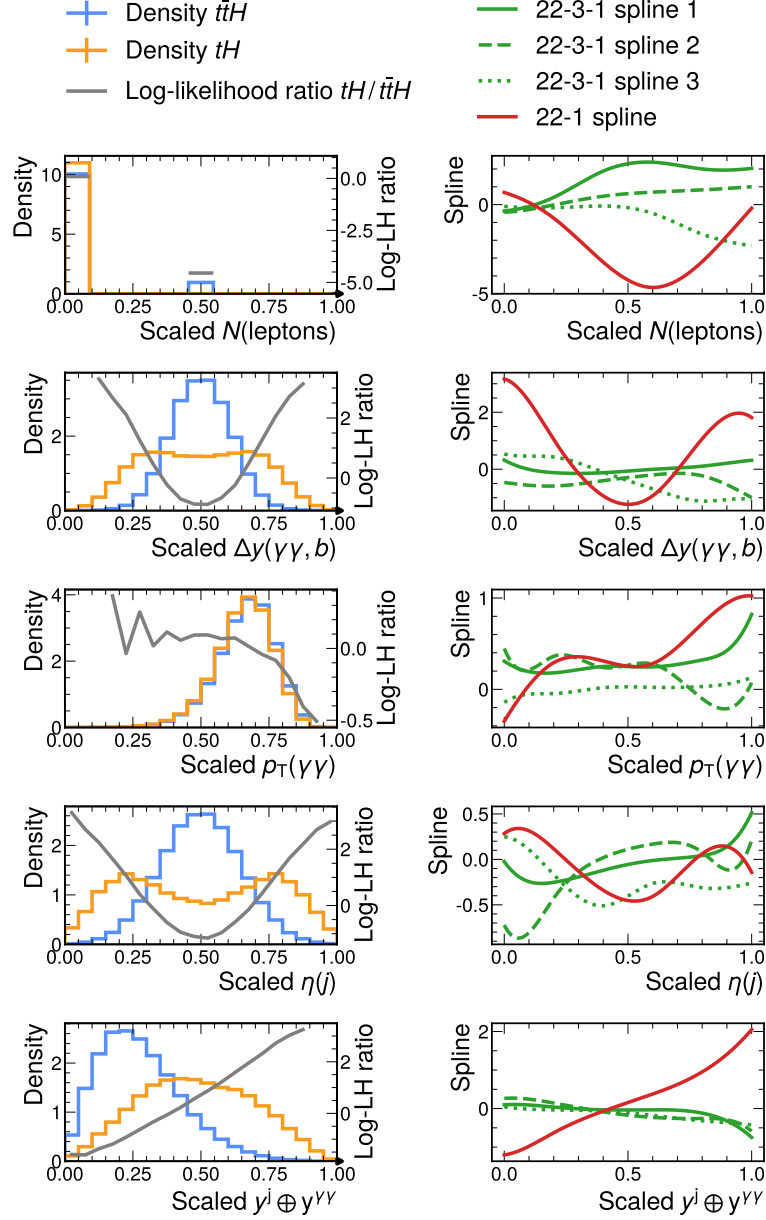 Density tt̄H
Density tH
Log-likelihood ratio tH/tt̄H
22-3-1 spline 1
22-3-1 spline 2
22-3-1 spline 3
22-1 spline
Density
10
5
0
0.00 0.25 0.50 0.75 1.00
0.0
-2.5
-5.0
Log-LH ratio
Scaled N(leptons)
Spline
0
-5
0.0 0.5 1.0
Scaled N(leptons)
Density
2
0
0.00 0.25 0.50 0.75 1.00
2
0
Log-LH ratio
Scaled Δy(γγ, b)
Spline
2
0
0.0 0.5 1.0
Scaled Δy(γγ, b)
Density
4
2
0
0.00 0.25 0.50 0.75 1.00
0.0
-0.5
Log-LH ratio
Scaled p_T(γγ)
Spline
1
0
0.0 0.5 1.0
Scaled p_T(γγ)
Density
2
1
0
0.00 0.25 0.50 0.75 1.00
2
0
Log-LH ratio
Scaled η(j)
Spline
0.5
0.0
-0.5
0.0 0.5 1.0
Scaled η(j)
Density
2
1
0
0.00 0.25 0.50 0.75 1.00
2
0
Log-LH ratio
Scaled y^j ⊕ y^γγ
Spline
2
0
0.0 0.5 1.0
Scaled y^j ⊕ y^γγ